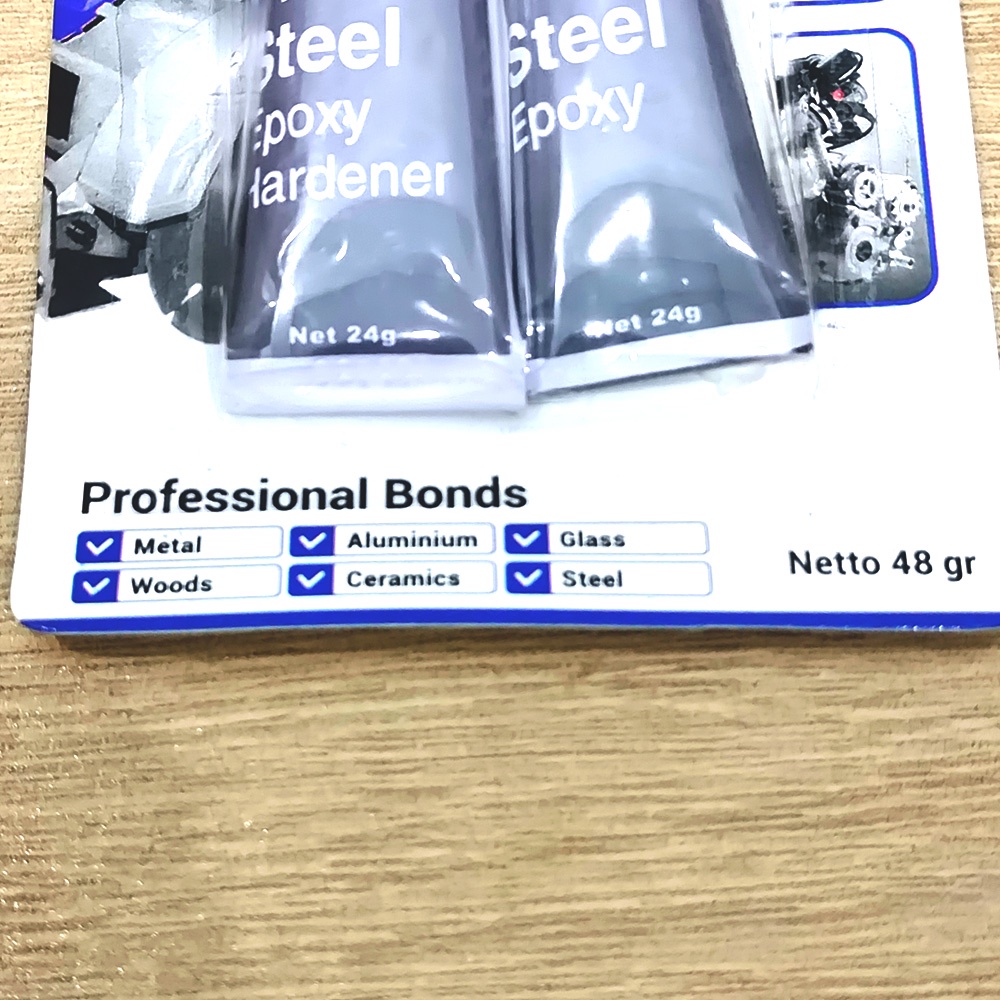 Steel
Epoxy
Hardener
Net 24g
Steel
Epoxy
Net 24g
Professional Bonds
Metal
Aluminium
Glass
Woods
Ceramics
Steel
Netto 48 gr